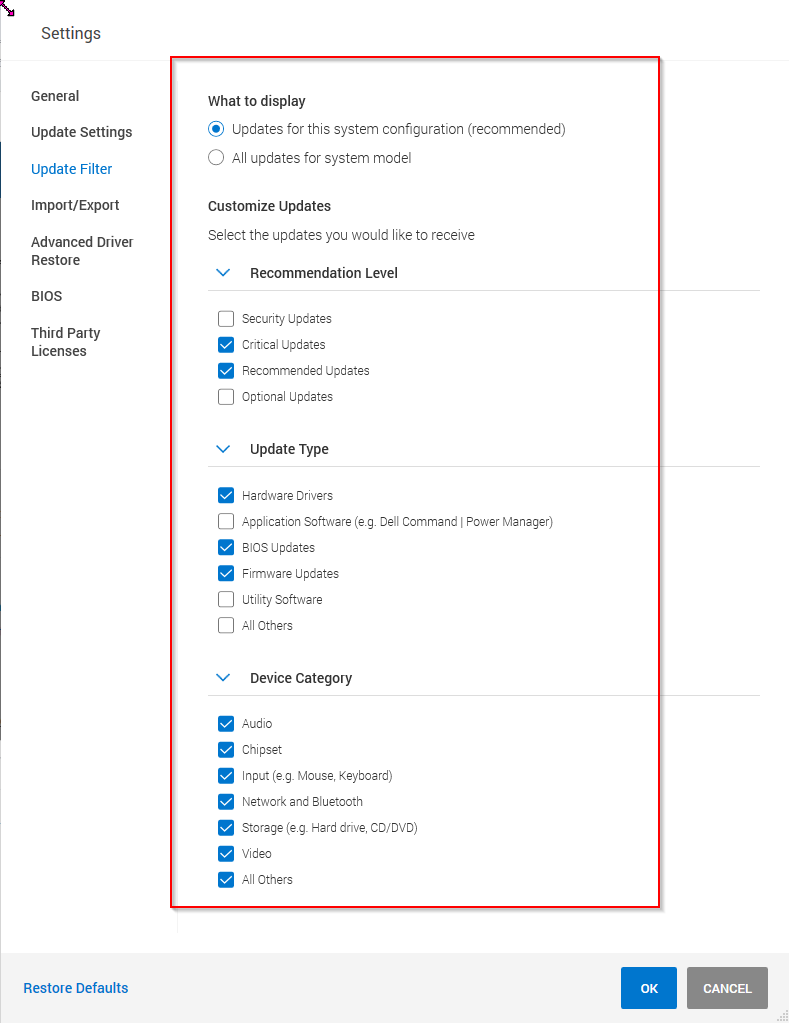 Settings
General
Update Settings
Update Filter
Import/Export
Advanced Driver
Restore
BIOS
Third Party
Licenses
What to display
Updates for this system configuration (recommended)
All updates for system model
Customize Updates
Select the updates you would like to receive
Recommendation Level
Security Updates
Critical Updates
Recommended Updates
Optional Updates
Update Type
Hardware Drivers
Application Software (e.g. Dell Command | Power Manager)
BIOS Updates
Firmware Updates
Utility Software
All Others
Device Category
Audio
Chipset
Input (e.g. Mouse, Keyboard)
Network and Bluetooth
Storage (e.g. Hard drive, CD/DVD)
Video
All Others
Restore Defaults
OK
CANCEL